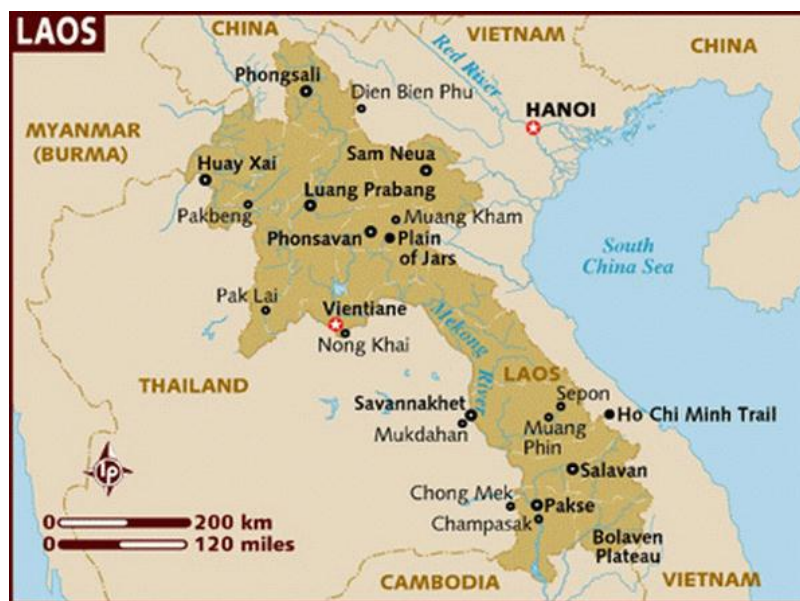 LAOS
CHINA
VIETNAM
CHINA
Phongsali
Red River
Dien Bien Phu
HANOI
MYANMAR
(BURMA)
Sam Neua
Huay Xai
Luang Prabang
Pakbeng
Muang Kham
Phonsavan
Plain
of Jars
South
China Sea
Pak Lai
Vientiane
Mekong River
Nong Khai
THAILAND
LAOS
Sepon
Savannakhet
Ho Chi Minh Trail
Mukdahan
Muang
Phin
lp
Salavan
Chong Mek
Pakse
0 200 km
Champasak
0 120 miles
Bolaven
Plateau
CAMBODIA
VIETNAM